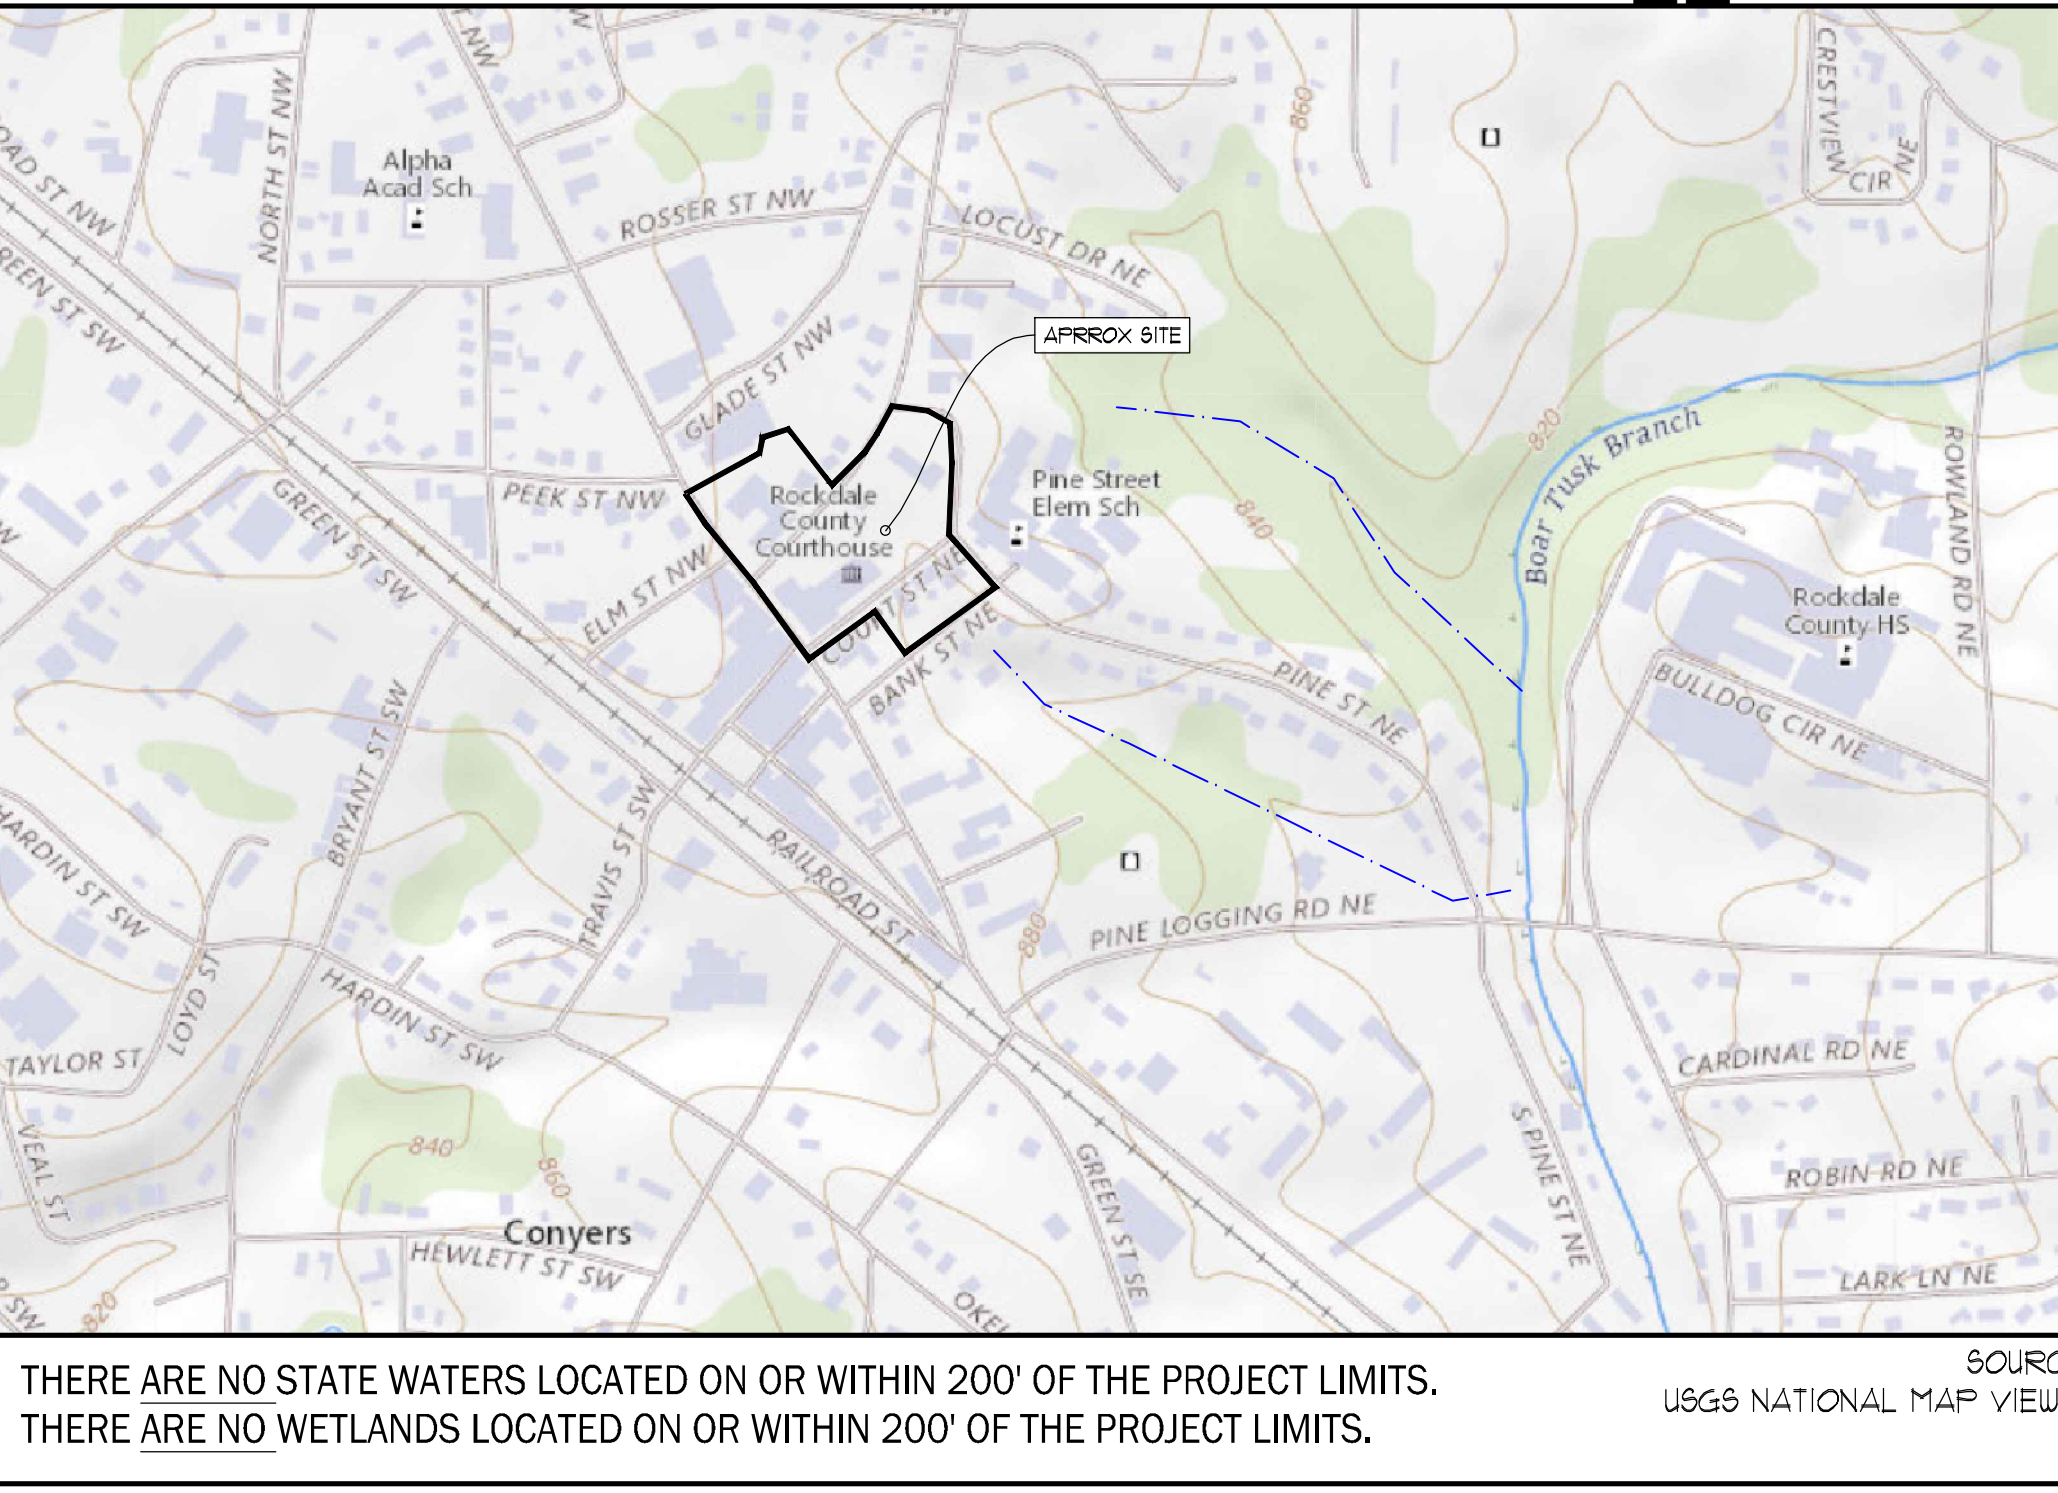 NORTH ST NW
Alpha
Acad Sch
ROSSER ST NW
LOCUST DR NE
860
CRESTVIEW
CIR
NE
GREEN ST SW
GLADE ST NW
APRROX SITE
820
Boar Tusk Branch
ROWLAND RD NE
PEEK ST NW
Rockdale
County
Courthouse
Pine Street
Elem Sch
840
GREEN ST SW
ELM ST NW
COURT ST NE
BANK ST NE
Rockdale
County HS
PINE ST NE
BULLDOG CIR NE
BRYANT ST SW
HARDIN ST SW
TRAVIS ST SW
RAILROAD ST
880
PINE LOGGING RD NE
LOYD ST
HARDIN ST SW
TAYLOR ST
VEAL ST
CARDINAL RD NE
840
860
GREEN ST SE
S PINE ST NE
ROBIN RD NE
Conyers
HEWLETT ST SW
LARK LN NE
820
THERE ARE NO STATE WATERS LOCATED ON OR WITHIN 200' OF THE PROJECT LIMITS.
THERE ARE NO WETLANDS LOCATED ON OR WITHIN 200' OF THE PROJECT LIMITS.
USGS NATIONAL MAP